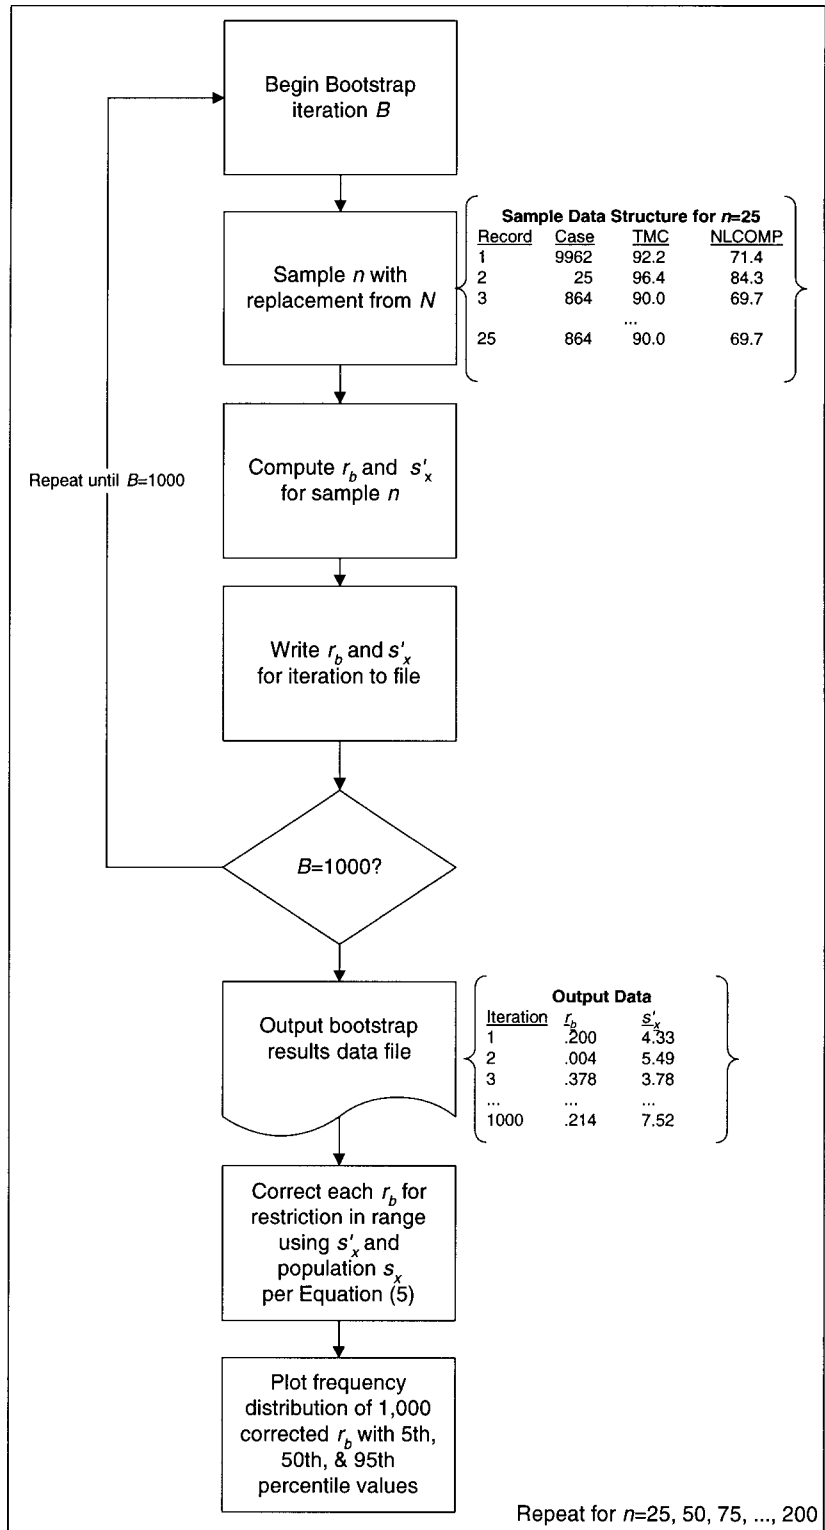 Begin Bootstrap
iteration B
Sample n with
replacement from N
Sample Data Structure for n=25
Record Case TMC NLCOMP
1 9962 92.2 71.4
2 25 96.4 84.3
3 864 90.0 69.7
...
25 864 90.0 69.7
Compute r_b and s'_x
for sample n
Repeat until B=1000
Write r_b and s'_x
for iteration to file
B=1000?
Output bootstrap
results data file
Output Data
Iteration r_b s'_x
1 .200 4.33
2 .004 5.49
3 .378 3.78
... ... ...
1000 .214 7.52
Correct each r_b for
restriction in range
using s'_x and
population s_x
per Equation (5)
Plot frequency
distribution of 1,000
corrected r_b with 5th,
50th, & 95th
percentile values
Repeat for n=25, 50, 75, ..., 200